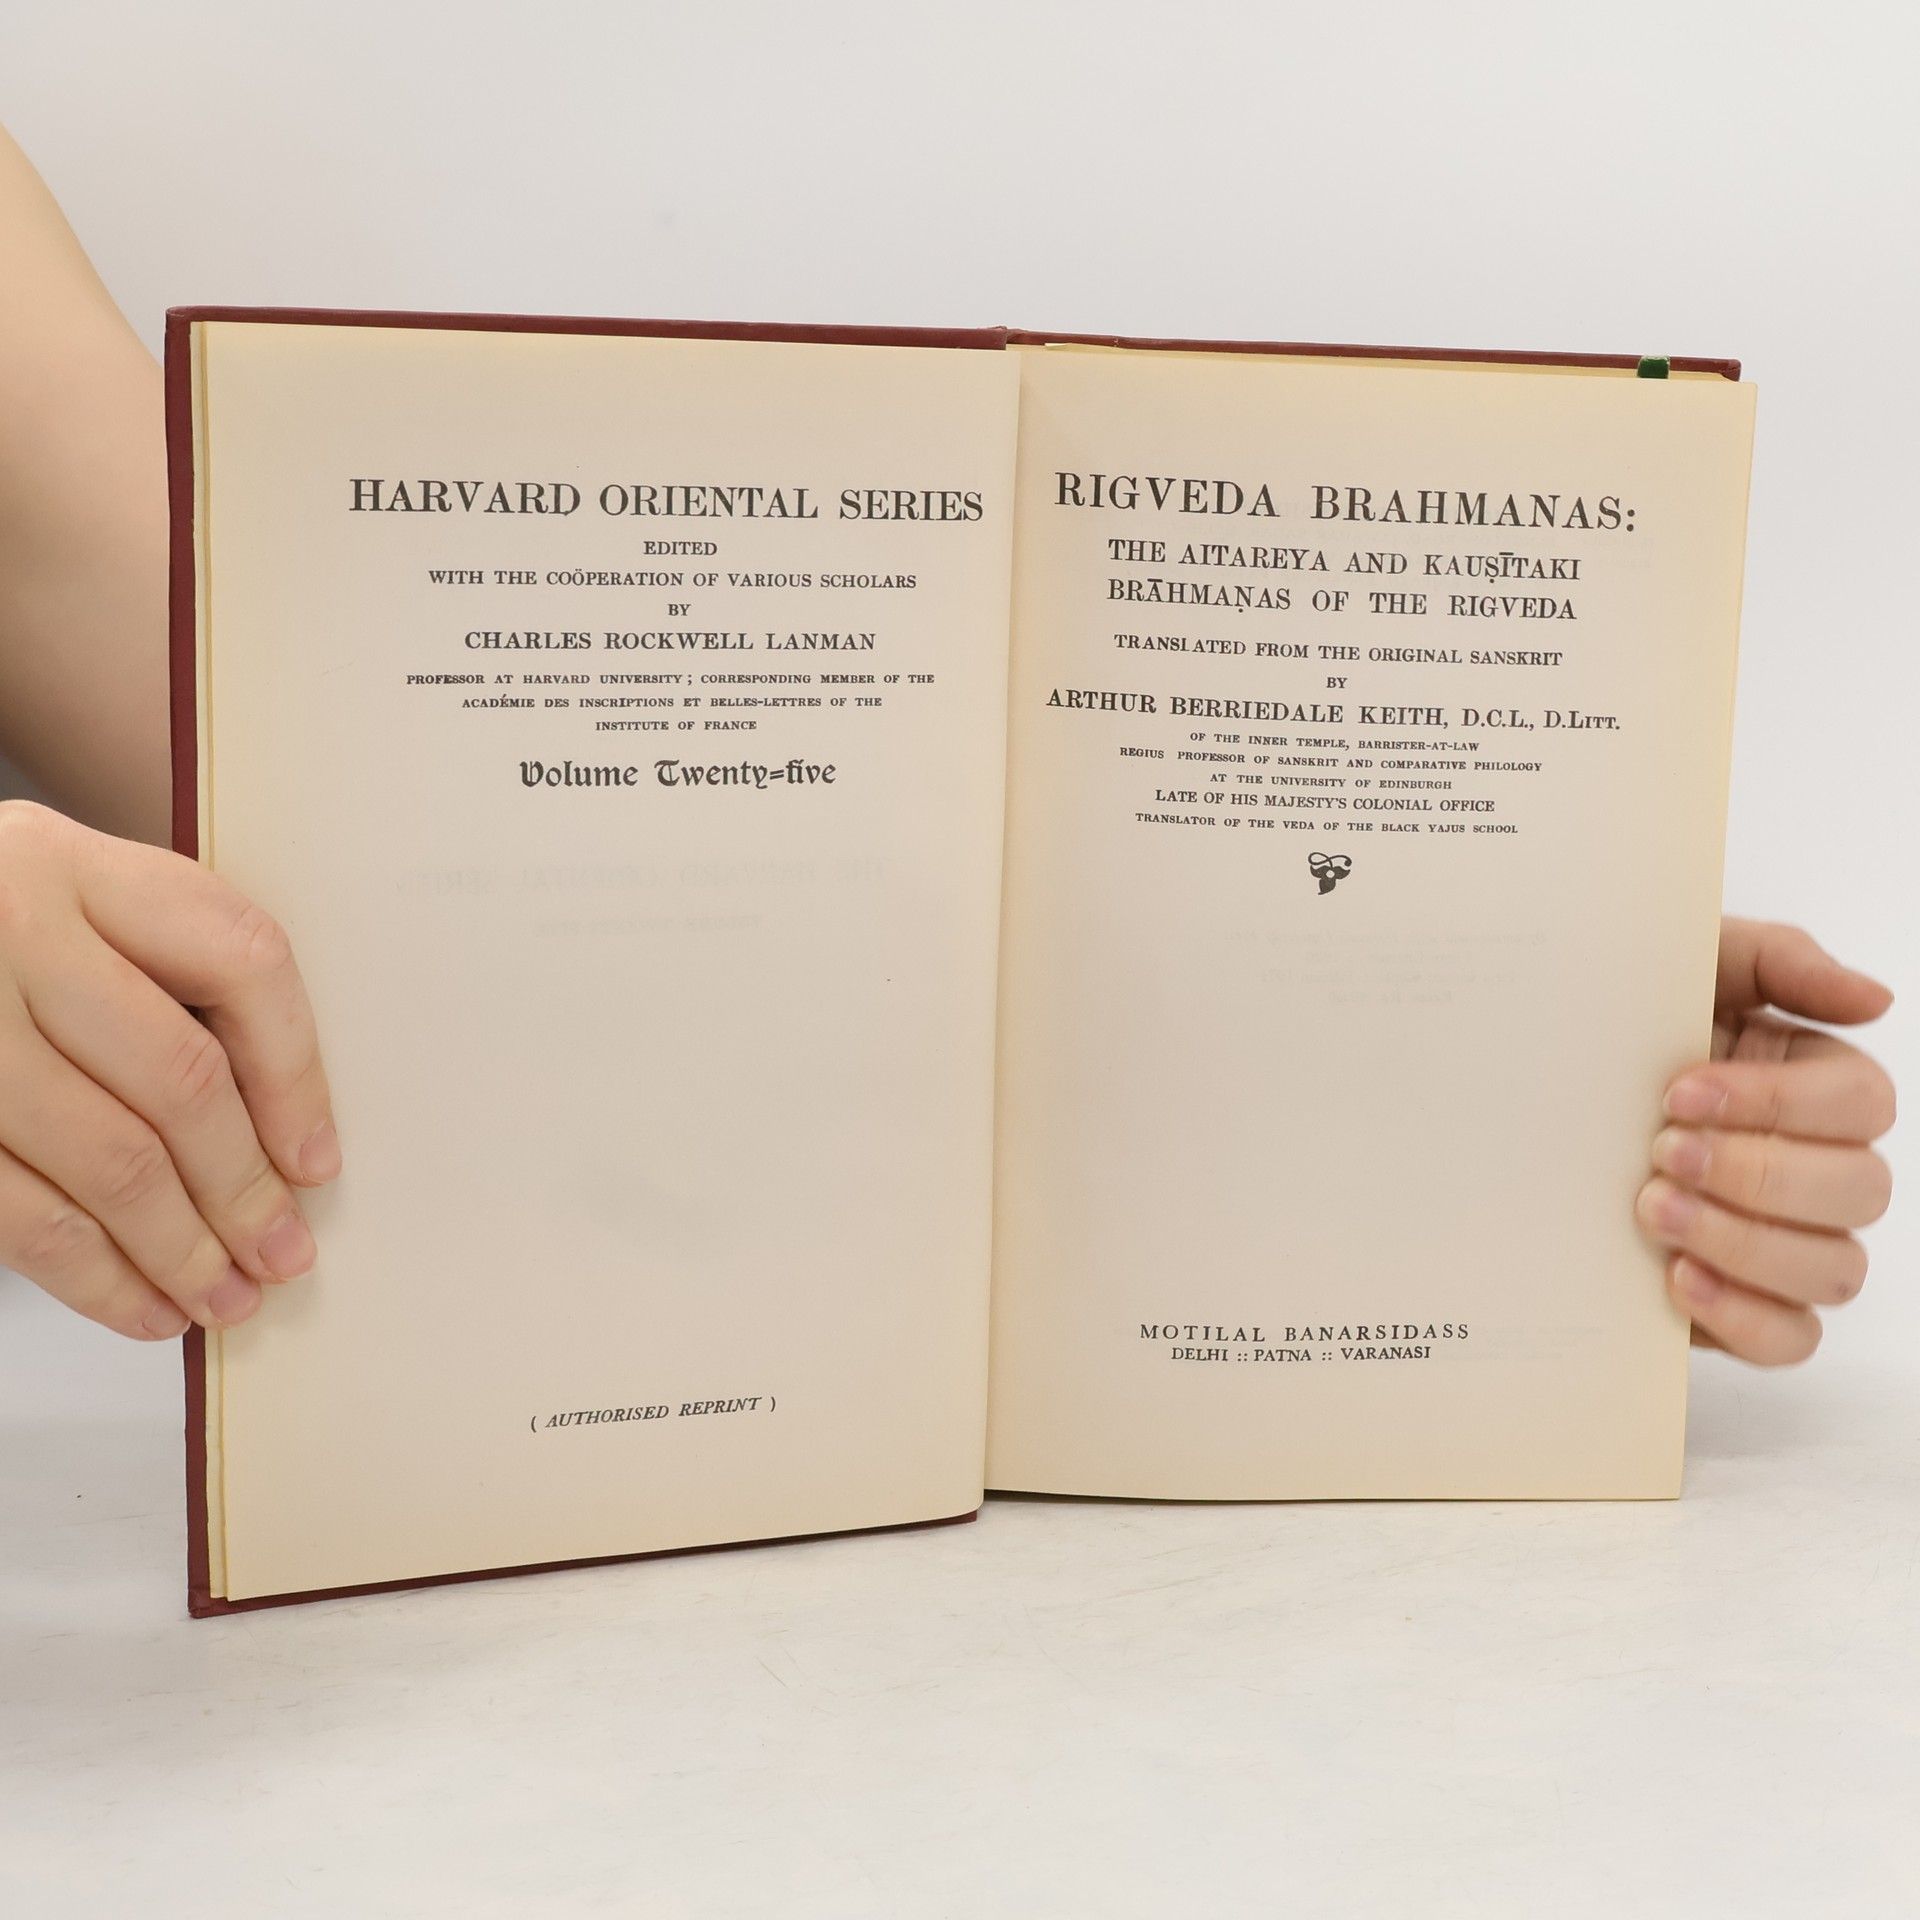 HARVARD ORIENTAL SERIES
EDITED
WITH THE COÖPERATION OF VARIOUS SCHOLARS
BY
CHARLES ROCKWELL LANMAN
PROFESSOR AT HARVARD UNIVERSITY ; CORRESPONDING MEMBER OF THE
ACADÉMIE DES INSCRIPTIONS ET BELLES-LETTRES OF THE
INSTITUTE OF FRANCE
Volume Twenty=five
( AUTHORISED REPRINT )
RIGVEDA BRAHMANAS:
THE AITAREYA AND KAUṢĪTAKI
BRĀHMAṆAS OF THE RIGVEDA
TRANSLATED FROM THE ORIGINAL SANSKRIT
BY
ARTHUR BERRIEDALE KEITH, D.C.L., D.LITT.
OF THE INNER TEMPLE, BARRISTER-AT-LAW
REGIUS PROFESSOR OF SANSKRIT AND COMPARATIVE PHILOLOGY
AT THE UNIVERSITY OF EDINBURGH
LATE OF HIS MAJESTY'S COLONIAL OFFICE
TRANSLATOR OF THE VEDA OF THE BLACK YAJUS SCHOOL
MOTILAL BANARSIDASS
DELHI :: PATNA :: VARANASI